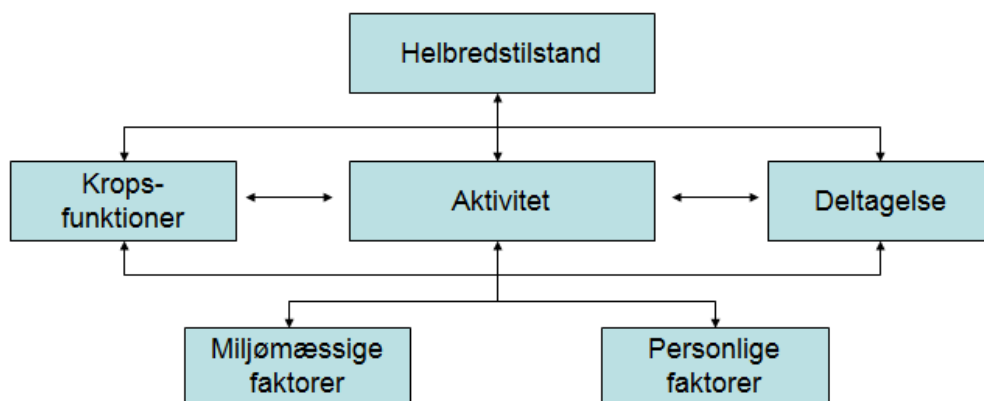 Helbredstilstand
Krops-
funktioner
Aktivitet
Deltagelse
Miljømæssige
faktorer
Personlige
faktorer